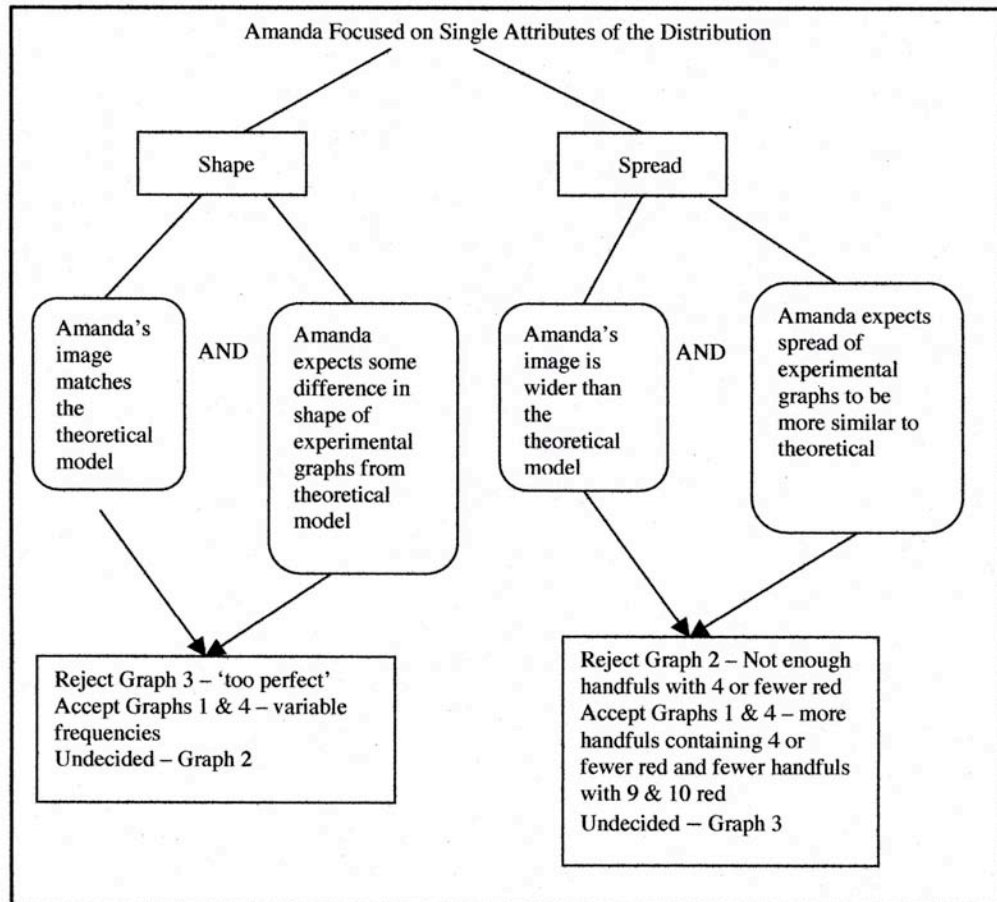 Amanda Focused on Single Attributes of the Distribution
Shape
Spread
Amanda’s
image
matches
the
theoretical
model
AND
Amanda
expects some
difference in
shape of
experimental
graphs from
theoretical
model
Amanda’s
image is
wider than
the
theoretical
model
AND
Amanda expects
spread of
experimental
graphs to be
more similar to
theoretical
Reject Graph 3 – ‘too perfect’
Accept Graphs 1 & 4 – variable
frequencies
Undecided – Graph 2
Reject Graph 2 – Not enough
handfuls with 4 or fewer red
Accept Graphs 1 & 4 – more
handfuls containing 4 or
fewer red and fewer handfuls
with 9 & 10 red
Undecided – Graph 3